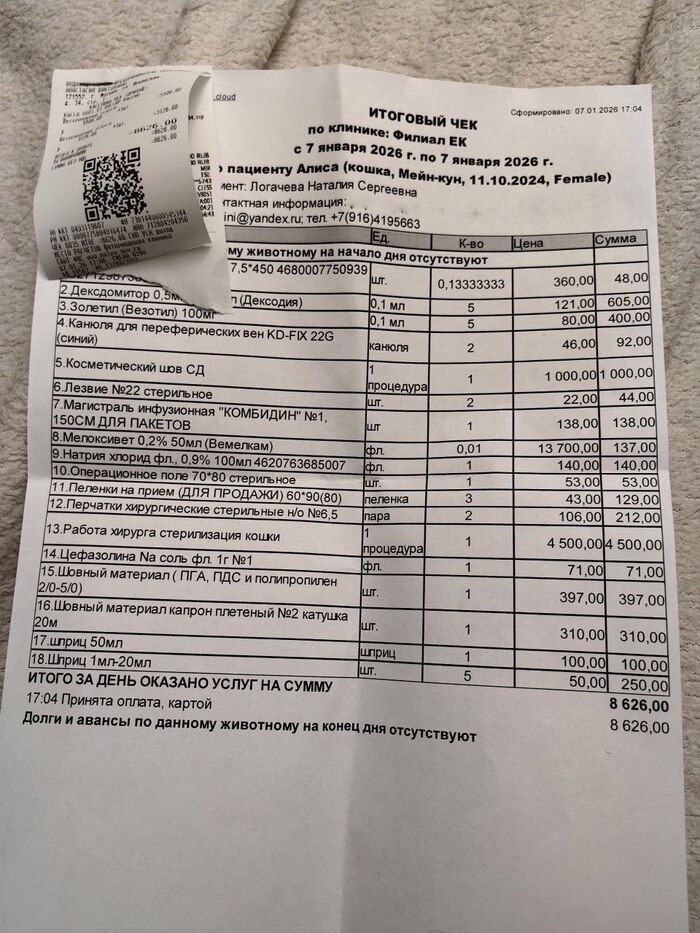 .cloud
Сформировано: 07.01.2026 17:04
ИТОГОВЫЙ ЧЕК
по клинике: Филиал ЕК
с 7 января 2026 г. по 7 января 2026 г.
по пациенту Алиса (кошка, Мейн-кун, 11.10.2024, Female)
Логачева Наталия Сергеевна
информация:
ini@yandex.ru; тел. +7(916)4195663
Ед. К-во Цена Сумма
му животному на начало дня отсутствуют
7,5*450 4680007750939 шт. 0,13333333 360,00 48,00
2.Дексдомитор (Дексодия) 0,1 мл 5 121,00 605,00
3.Золетил (Везотил) 100мг 0,1 мл 5 80,00 400,00
4.Канюля для переферических вен KD-FIX 22G
(синий) канюля 2 46,00 92,00
5.Косметический шов СД 1 процедура 1 1 000,00 1 000,00
6.Лезвие №22 стерильное шт. 2 22,00 44,00
7.Магистраль инфузионная "КОМБИДИН" №1,
150СМ ДЛЯ ПАКЕТОВ шт 1 138,00 138,00
8.Мелоксивет 0,2% 50мл (Вемелкам) фл. 0,01 13 700,00 137,00
9.Натрия хлорид фл., 0,9% 100мл 4620763685007 фл. 1 140,00 140,00
10.Операционное поле 70*80 стерильное шт. 1 53,00 53,00
11.Пеленки на прием (ДЛЯ ПРОДАЖИ) 60*90(80) пеленка 3 43,00 129,00
12.Перчатки хирургические стерильные н/о №6,5 пара 2 106,00 212,00
13.Работа хирурга стерилизация кошки 1 процедура 1 4 500,00 4 500,00
14.Цефазолина Na соль фл. 1г №1 фл. 1 71,00 71,00
15.Шовный материал ( ПГА, ПДС и полипропилен
2/0-5/0) шт. 1 397,00 397,00
16.Шовный материал капрон плетеный №2 катушка
20м шт. 1 310,00 310,00
17.шприц 50мл шприц 1 100,00 100,00
18.Шприц 1мл-20мл шт. 5 50,00 250,00
ИТОГО ЗА ДЕНЬ ОКАЗАНО УСЛУГ НА СУММУ 8 626,00
17:04 Принята оплата, картой 8 626,00
Долги и авансы по данному животному на конец дня отсутствуют